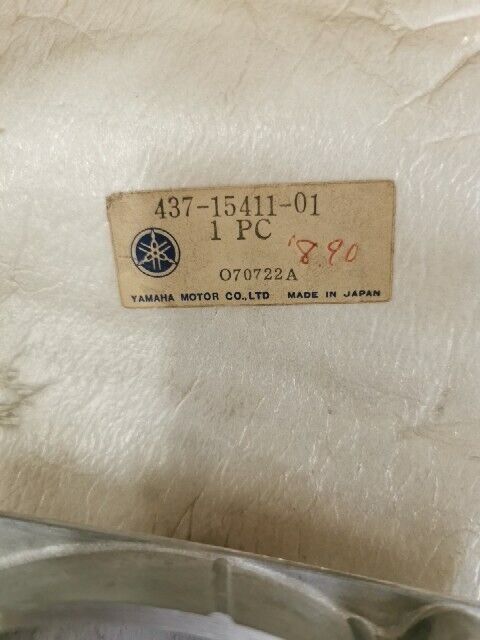 437-15411-01
1 PC
'8.90
O70722A
YAMAHA MOTOR CO.,LTD MADE IN JAPAN